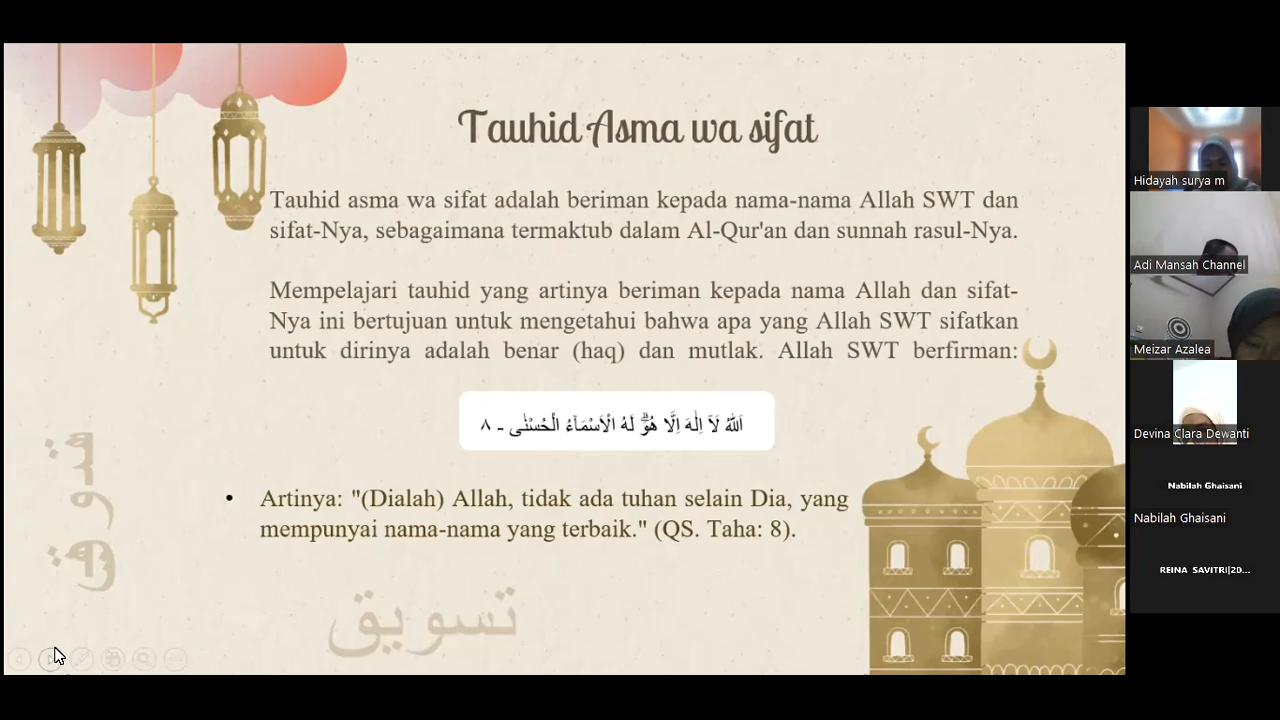 Tauhid Asma wa sifat
Tauhid asma wa sifat adalah beriman kepada nama-nama Allah SWT dan
sifat-Nya, sebagaimana termaktub dalam Al-Qur'an dan sunnah rasul-Nya.
Mempelajari tauhid yang artinya beriman kepada nama Allah dan sifat-
Nya ini bertujuan untuk mengetahui bahwa apa yang Allah SWT sifatkan
untuk dirinya adalah benar (haq) dan mutlak. Allah SWT berfirman:
اَللّٰهُ لَآ اِلٰهَ اِلَّا هُوَۗ لَهُ الْاَسْمَاۤءُ الْحُسْنٰى - ٨
• Artinya: "(Dialah) Allah, tidak ada tuhan selain Dia, yang
mempunyai nama-nama yang terbaik." (QS. Taha: 8).
تسويق
Hidayah surya m
Adi Mansah Channel
Meizar Azalea
Devina Clara Dewanti
Nabilah Ghaisani
Nabilah Ghaisani
REINA SAVITRI|20...